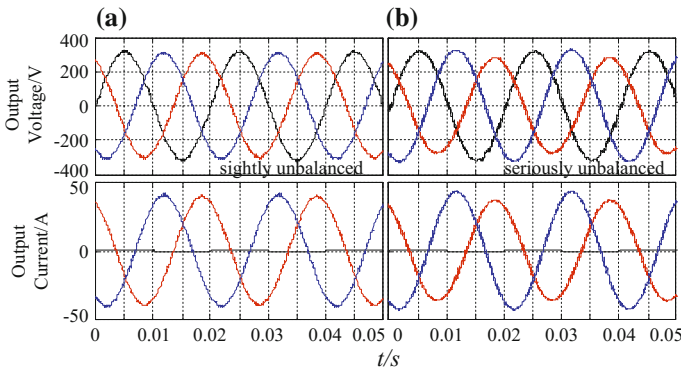 (a)
(b)
Output
Voltage/V
400
200
0
-200
-400
sightly unbalanced
seriously unbalanced
Output
Current/A
50
0
-50
0 0.01 0.02 0.03 0.04 0.05
0 0.01 0.02 0.03 0.04 0.05
t/s